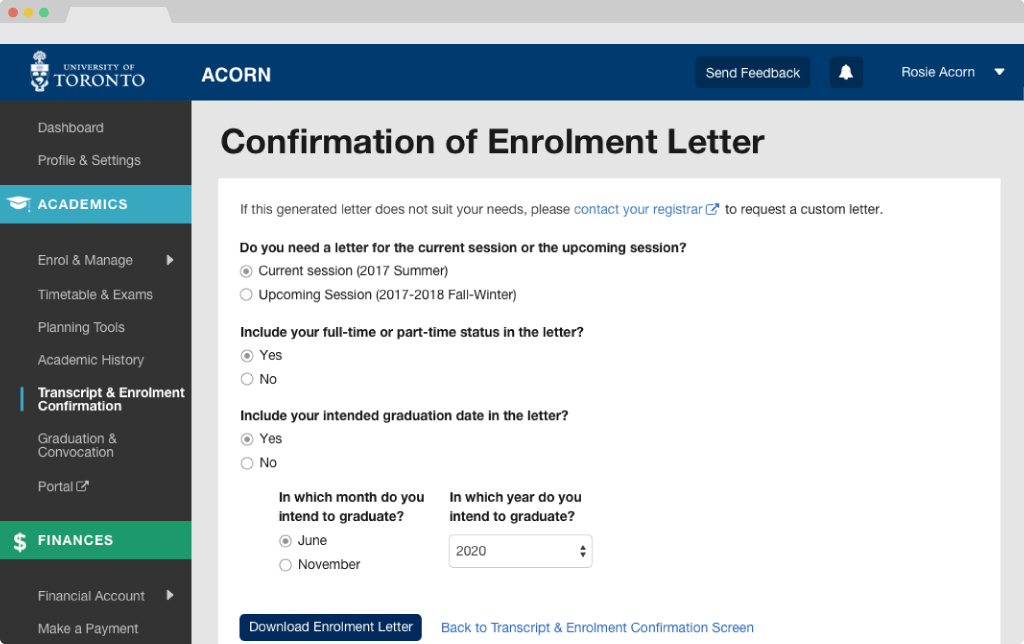 UNIVERSITY OF
TORONTO
ACORN
Send Feedback
Rosie Acorn
Dashboard
Profile & Settings
ACADEMICS
Enrol & Manage
Timetable & Exams
Planning Tools
Academic History
Transcript & Enrolment
Confirmation
Graduation &
Convocation
Portal
$ FINANCES
Financial Account
Make a Payment
Confirmation of Enrolment Letter
If this generated letter does not suit your needs, please contact your registrar to request a custom letter.
Do you need a letter for the current session or the upcoming session?
Current session (2017 Summer)
Upcoming Session (2017-2018 Fall-Winter)
Include your full-time or part-time status in the letter?
Yes
No
Include your intended graduation date in the letter?
Yes
No
In which month do you
intend to graduate?
June
November
In which year do you
intend to graduate?
2020
Download Enrolment Letter
Back to Transcript & Enrolment Confirmation Screen